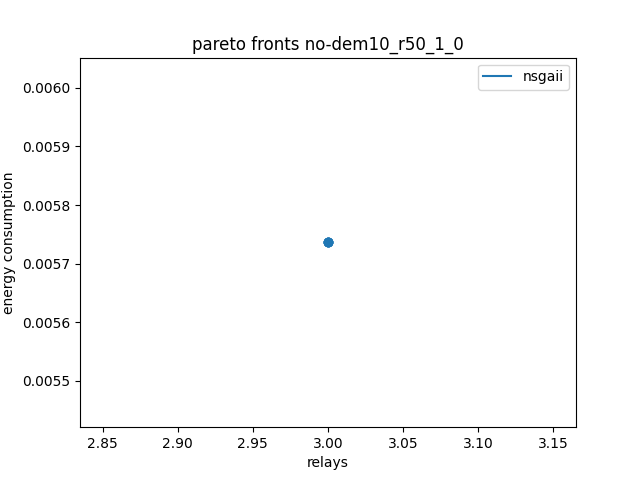 pareto fronts no-dem10_r50_1_0
nsgaii
0.0060
0.0059
0.0058
0.0057
0.0056
0.0055
energy consumption
2.85 2.90 2.95 3.00 3.05 3.10 3.15
relays